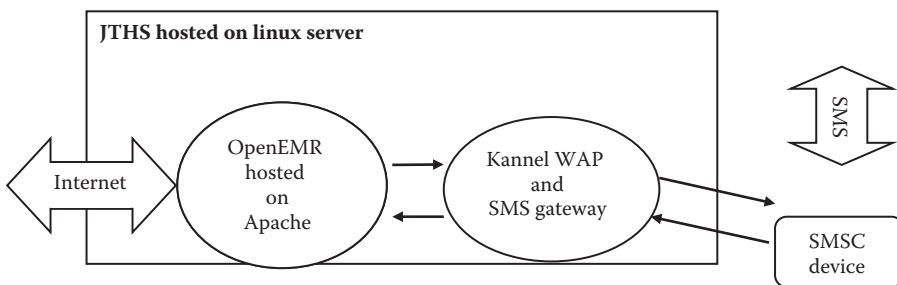 JTHS hosted on linux server
Internet
OpenEMR
hosted
on
Apache
Kannel WAP
and
SMS gateway
SMS
SMSC
device